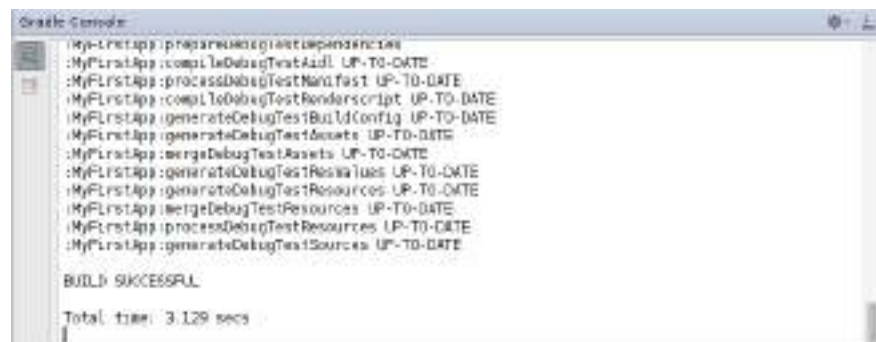 Gradle Console
:MyFirstApp:prepareDebugTestDependencies
:MyFirstApp:compileDebugTestAidl UP-TO-DATE
:MyFirstApp:processDebugTestManifest UP-TO-DATE
:MyFirstApp:compileDebugTestRenderscript UP-TO-DATE
:MyFirstApp:generateDebugTestBuildConfig UP-TO-DATE
:MyFirstApp:generateDebugTestAssets UP-TO-DATE
:MyFirstApp:mergeDebugTestAssets UP-TO-DATE
:MyFirstApp:generateDebugTestResValues UP-TO-DATE
:MyFirstApp:generateDebugTestResources UP-TO-DATE
:MyFirstApp:mergeDebugTestResources UP-TO-DATE
:MyFirstApp:processDebugTestResources UP-TO-DATE
:MyFirstApp:generateDebugTestSources UP-TO-DATE
BUILD SUCCESSFUL
Total time: 3.129 secs